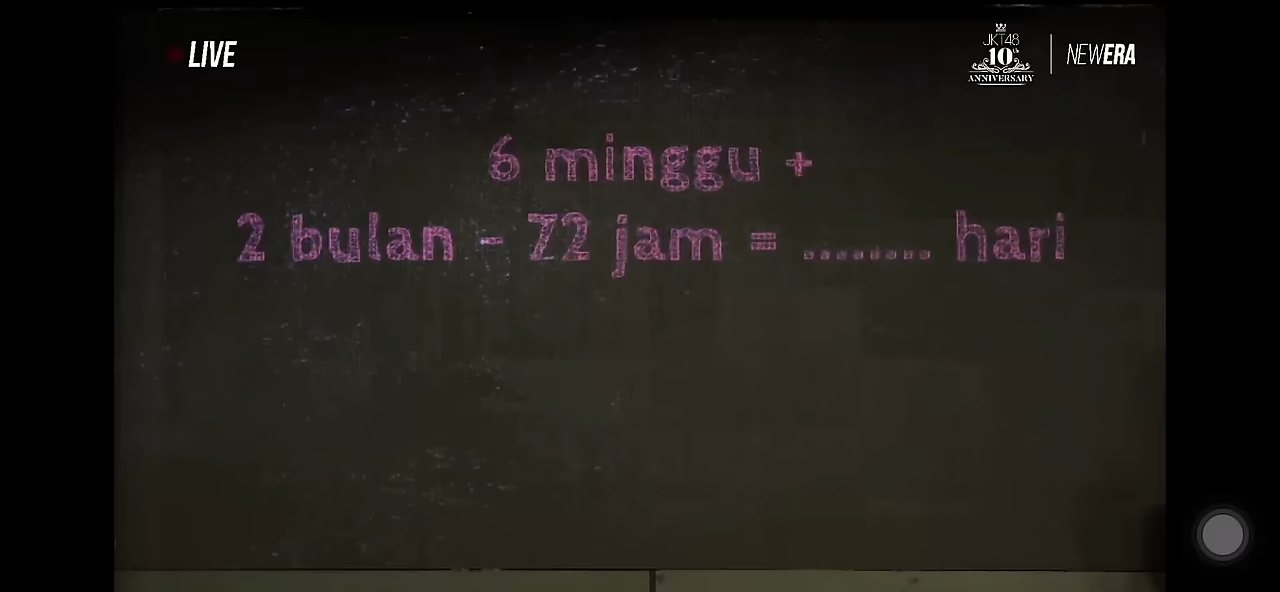 LIVE
JKT48
10th
ANNIVERSARY
NEWERA
6 minggu +
2 bulan - 72 jam = ........ hari